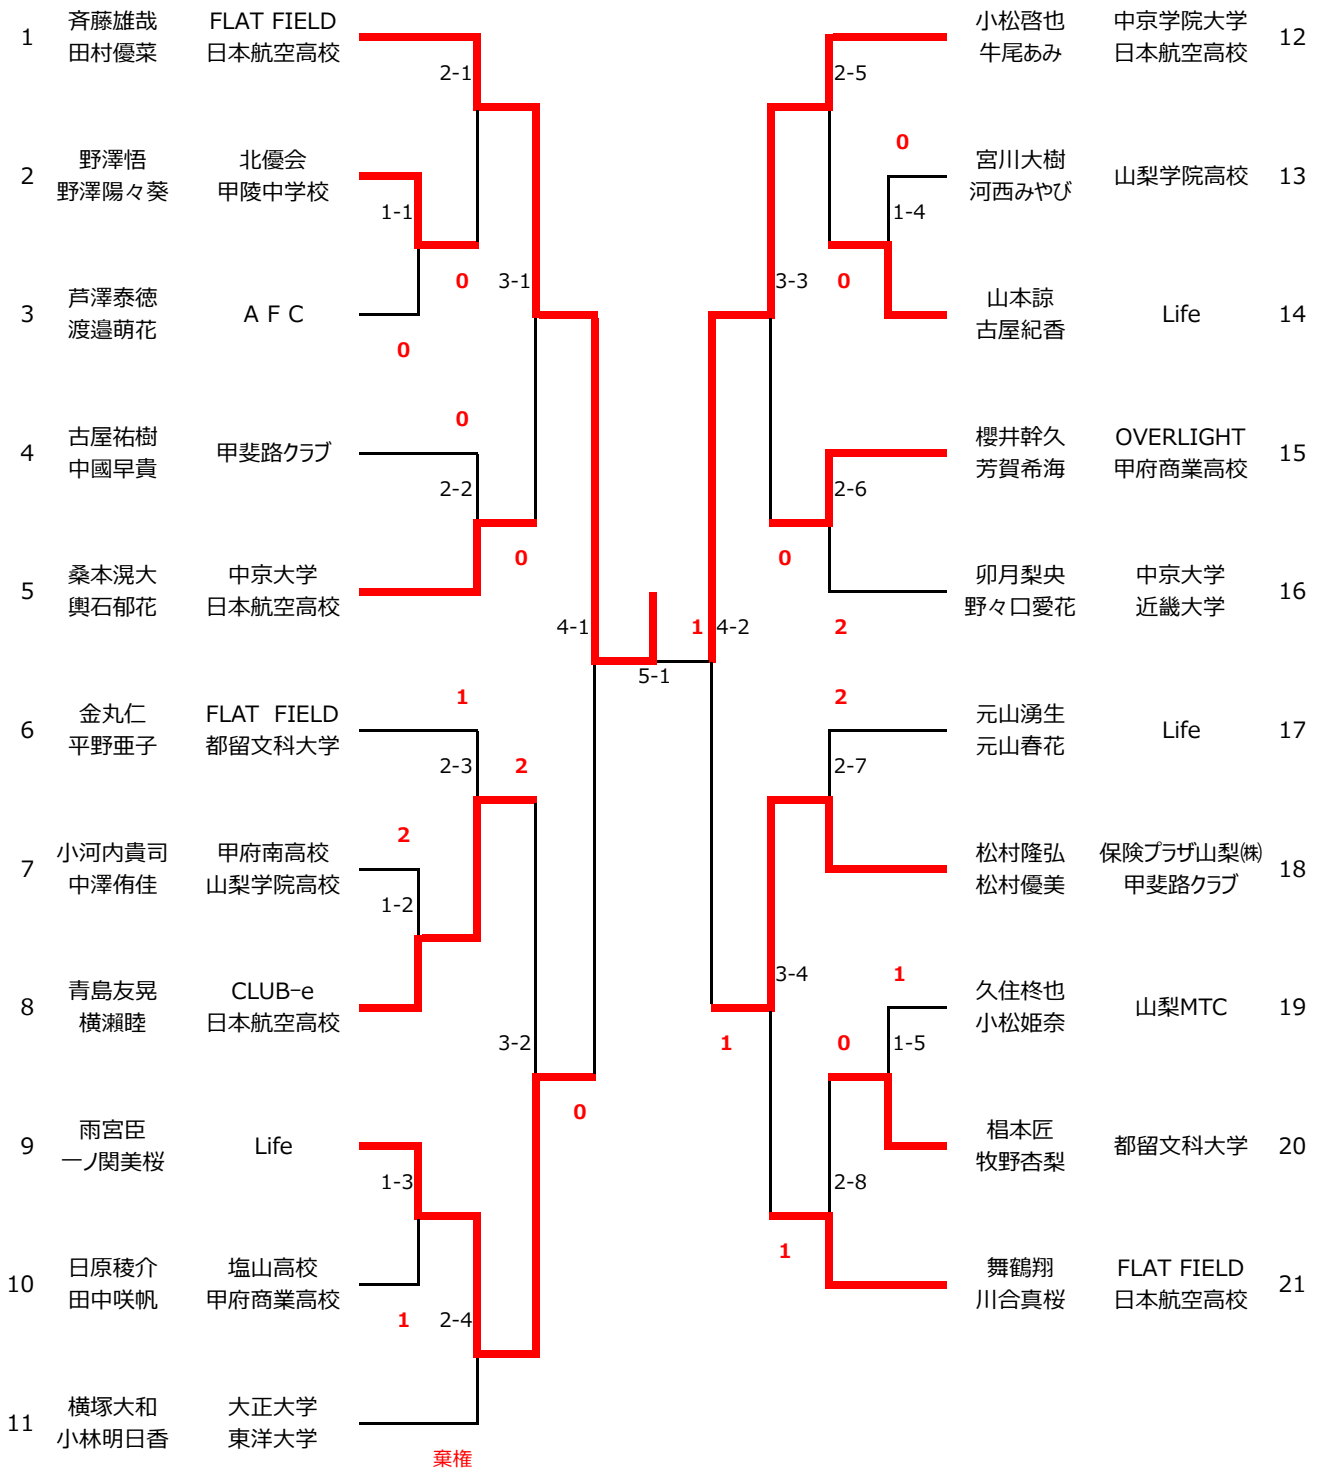 1 斉藤雄哉 FLAT FIELD
田村優菜 日本航空高校
2-1
2 野澤悟 北優会
野澤陽々葵 甲陵中学校
1-1
0
3-1
3 芦澤泰徳 ＡＦＣ
渡邉萌花
0
0
4 古屋祐樹 甲斐路クラブ
中國早貴
2-2
0
5 桑本滉大 中京大学
輿石郁花 日本航空高校
4-1
1
6 金丸仁 FLAT FIELD
平野亜子 都留文科大学
2-3
2
2
7 小河内貴司 甲府南高校
中澤侑佳 山梨学院高校
1-2
8 青島友晃 CLUB-e
横瀬睦 日本航空高校
3-2
0
9 雨宮臣 Life
一ノ関美桜
1-3
10 日原稜介 塩山高校
田中咲帆 甲府商業高校
1
2-4
11 横塚大和 大正大学
小林明日香 東洋大学
棄権
5-1
小松啓也 中京学院大学 12
牛尾あみ 日本航空高校
2-5
0
宮川大樹 山梨学院高校 13
河西みやび
1-4
3-3
0
山本諒 Life 14
古屋紀香
櫻井幹久 OVERLIGHT 15
芳賀希海 甲府商業高校
2-6
0
卯月梨央 中京大学 16
野々口愛花 近畿大学
1
4-2
2
2
元山湧生 Life 17
元山春花
2-7
松村隆弘 保険プラザ山梨㈱ 18
松村優美 甲斐路クラブ
3-4
1
久住柊也 山梨MTC 19
小松姫奈
1
0
1-5
椙本匠 都留文科大学 20
牧野杏梨
2-8
1
舞鶴翔 FLAT FIELD 21
川合真桜 日本航空高校